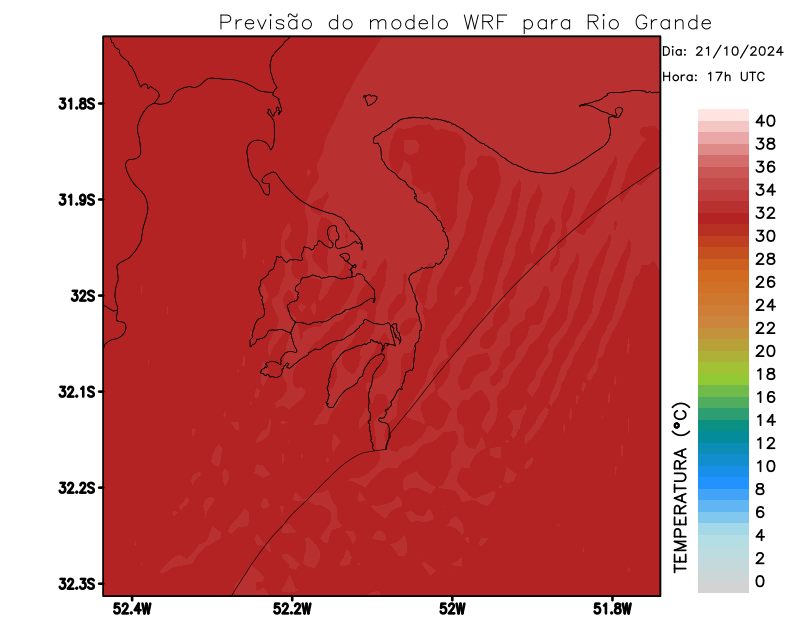 Previsão do modelo WRF para Rio Grande
Dia: 21/10/2024
Hora: 17h UTC
31.8S
31.9S
32S
32.1S
32.2S
32.3S
52.4W
52.2W
52W
51.8W
TEMPERATURA (°C)
40
38
36
34
32
30
28
26
24
22
20
18
16
14
12
10
8
6
4
2
0